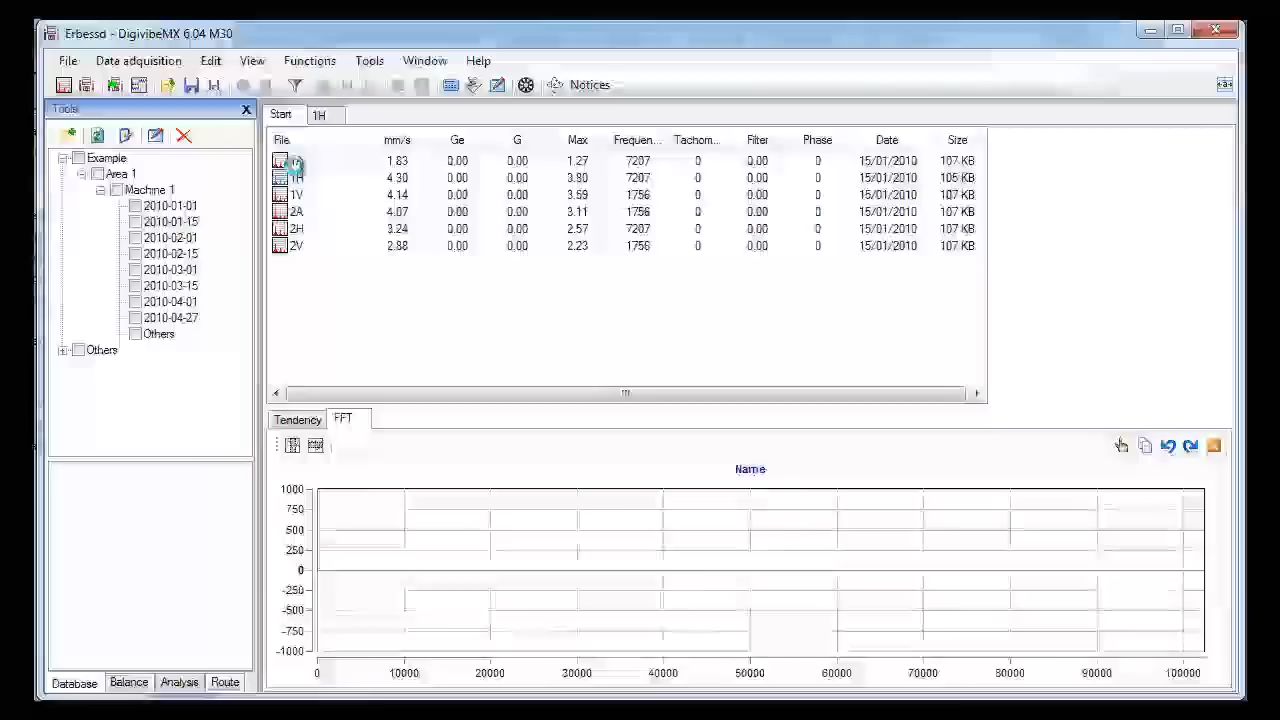 Erbessd - DigivibeMX 6.04 M30
File Data adquisition Edit View Functions Tools Window Help
Notices
Tools X
Example
Area 1
Machine 1
2010-01-01
2010-01-15
2010-02-01
2010-02-15
2010-03-01
2010-03-15
2010-04-01
2010-04-27
Others
Others
Database Balance Analysis Route
Start 1H
File mm/s Ge G Max Frequen... Tachom... Filter Phase Date Size
1.83 0.00 0.00 1.27 7207 0 0.00 0 15/01/2010 107 KB
1H 4.30 0.00 0.00 3.80 7207 0 0.00 0 15/01/2010 105 KB
1V 4.14 0.00 0.00 3.59 1756 0 0.00 0 15/01/2010 107 KB
2A 4.07 0.00 0.00 3.11 1756 0 0.00 0 15/01/2010 107 KB
2H 3.24 0.00 0.00 2.57 7207 0 0.00 0 15/01/2010 107 KB
2V 2.88 0.00 0.00 2.23 1756 0 0.00 0 15/01/2010 107 KB
Tendency FFT
Name
1000
750
500
250
0
-250
-500
-750
-1000
0 10000 20000 30000 40000 50000 60000 70000 80000 90000 100000